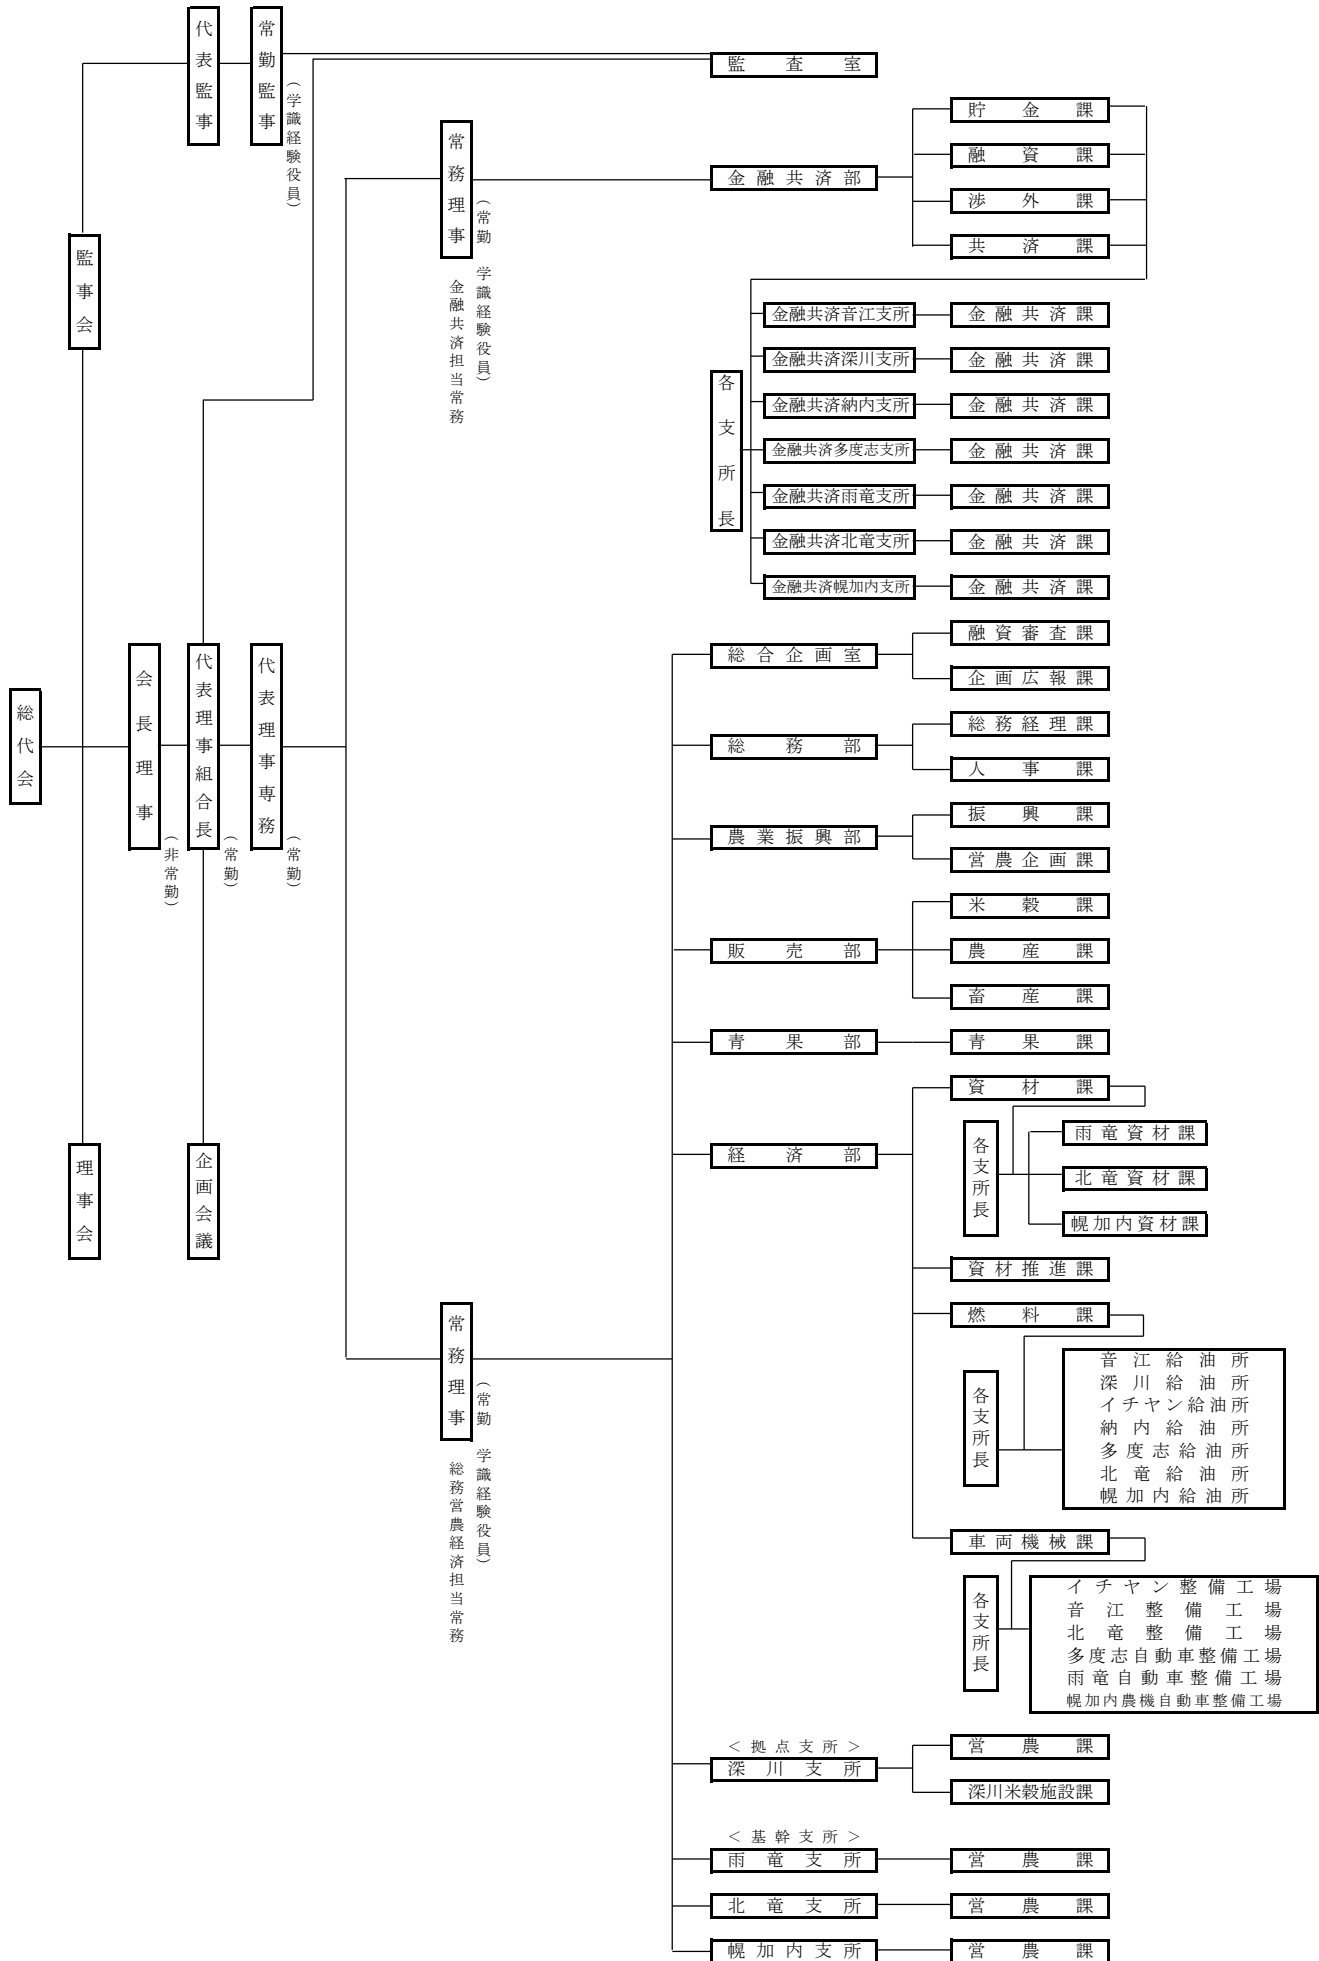 代表監事
常勤監事
（学識経験役員）
監査室
監事会
常務理事
（常勤　学識経験役員）
金融共済担当常務
金融共済部
貯金課
融資課
渉外課
共済課
各支所長
金融共済音江支所
金融共済課
金融共済深川支所
金融共済課
金融共済納内支所
金融共済課
金融共済多度志支所
金融共済課
金融共済雨竜支所
金融共済課
金融共済北竜支所
金融共済課
金融共済幌加内支所
金融共済課
総代会
会長理事
（非常勤）
代表理事組合長
（常勤）
代表理事専務
（常勤）
総合企画室
融資審査課
企画広報課
総務部
総務経理課
人事課
農業振興部
振興課
営農企画課
販売部
米穀課
農産課
畜産課
青果部
青果課
理事会
企画会議
経済部
資材課
各支所長
雨竜資材課
北竜資材課
幌加内資材課
資材推進課
燃料課
各支所長
音江給油所
深川給油所
イチヤン給油所
納内給油所
多度志給油所
北竜給油所
幌加内給油所
常務理事
（常勤　学識経験役員）
総務営農経済担当常務
車両機械課
各支所長
イチヤン整備工場
音江整備工場
北竜整備工場
多度志自動車整備工場
雨竜自動車整備工場
幌加内農機自動車整備工場
＜拠点支所＞
深川支所
営農課
深川米穀施設課
＜基幹支所＞
雨竜支所
営農課
北竜支所
営農課
幌加内支所
営農課